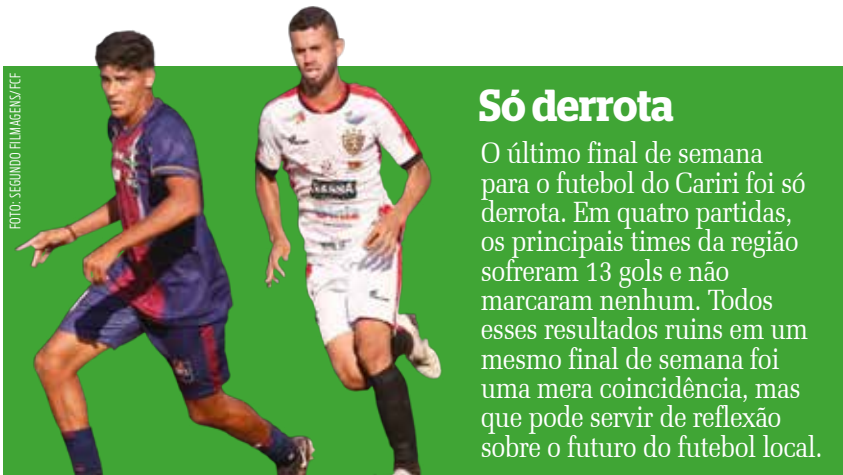 FOTO: SEGUNDO FILMAGENS/FCF
Só derrota
O último final de semana
para o futebol do Cariri foi só
derrota. Em quatro partidas,
os principais times da região
sofreram 13 gols e não
marcaram nenhum. Todos
esses resultados ruins em um
mesmo final de semana foi
uma mera coincidência, mas
que pode servir de reflexão
sobre o futuro do futebol local.